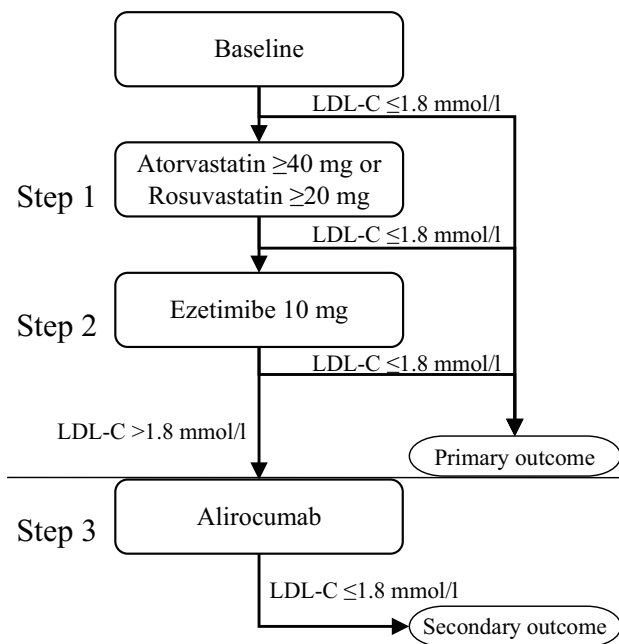 Baseline
LDL-C ≤1.8 mmol/l
Step 1
Atorvastatin ≥40 mg or
Rosuvastatin ≥20 mg
LDL-C ≤1.8 mmol/l
Step 2
Ezetimibe 10 mg
LDL-C ≤1.8 mmol/l
LDL-C >1.8 mmol/l
Primary outcome
Step 3
Alirocumab
LDL-C ≤1.8 mmol/l
Secondary outcome